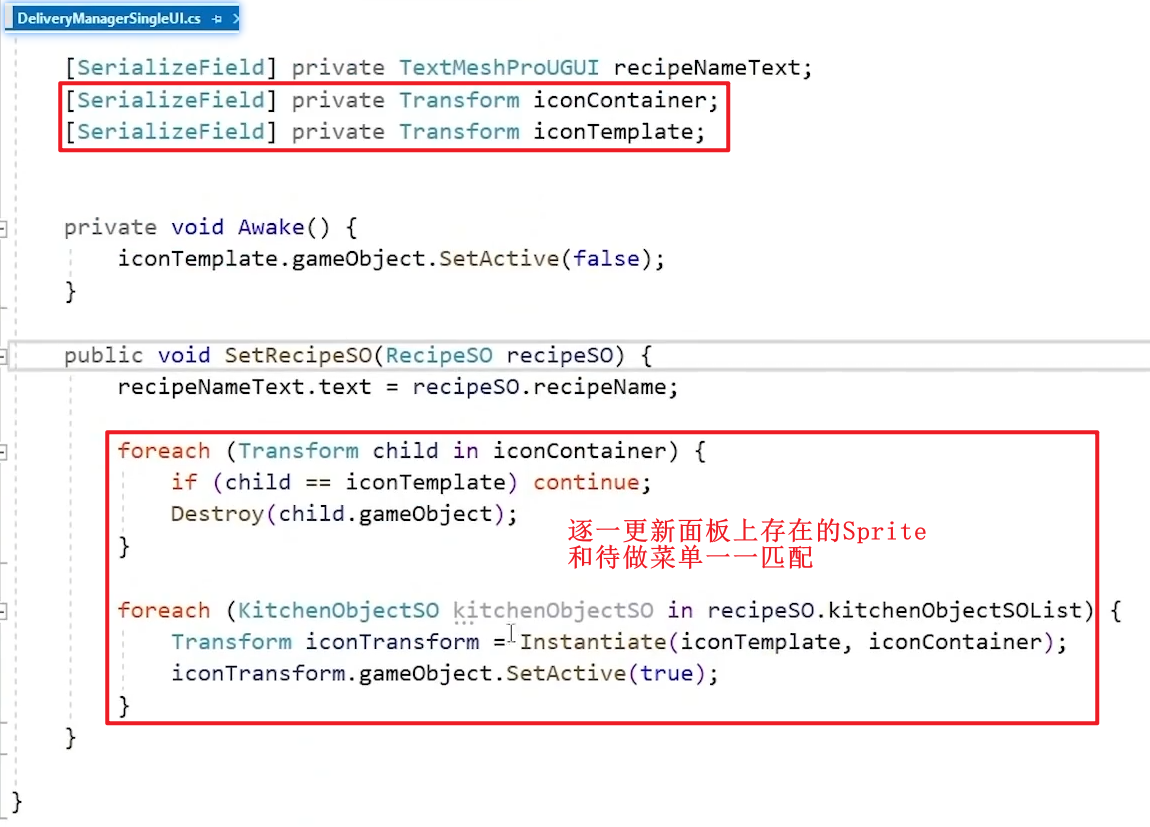 DeliveryManagerSingleUI.cs
[SerializeField] private TextMeshProUGUI recipeNameText;
[SerializeField] private Transform iconContainer;
[SerializeField] private Transform iconTemplate;
private void Awake() {
iconTemplate.gameObject.SetActive(false);
}
public void SetRecipeSO(RecipeSO recipeSO) {
recipeNameText.text = recipeSO.recipeName;
foreach (Transform child in iconContainer) {
if (child == iconTemplate) continue;
Destroy(child.gameObject);
}
逐一更新面板上存在的Sprite
和待做菜单一一匹配
foreach (KitchenObjectSO kitchenObjectSO in recipeSO.kitchenObjectSOList) {
Transform iconTransform = Instantiate(iconTemplate, iconContainer);
iconTransform.gameObject.SetActive(true);
}
}
}